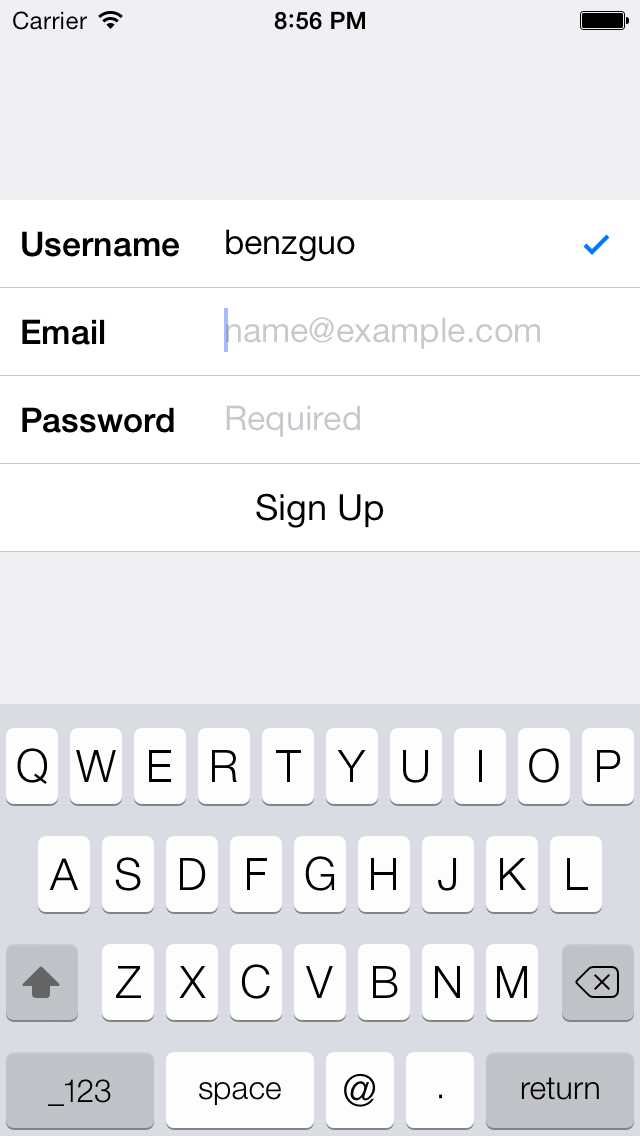 Carrier 8:56 PM
Username benzguo
Email name@example.com
Password Required
Sign Up
Q W E R T Y U I O P
A S D F G H J K L
Z X C V B N M
_123 space @ . return